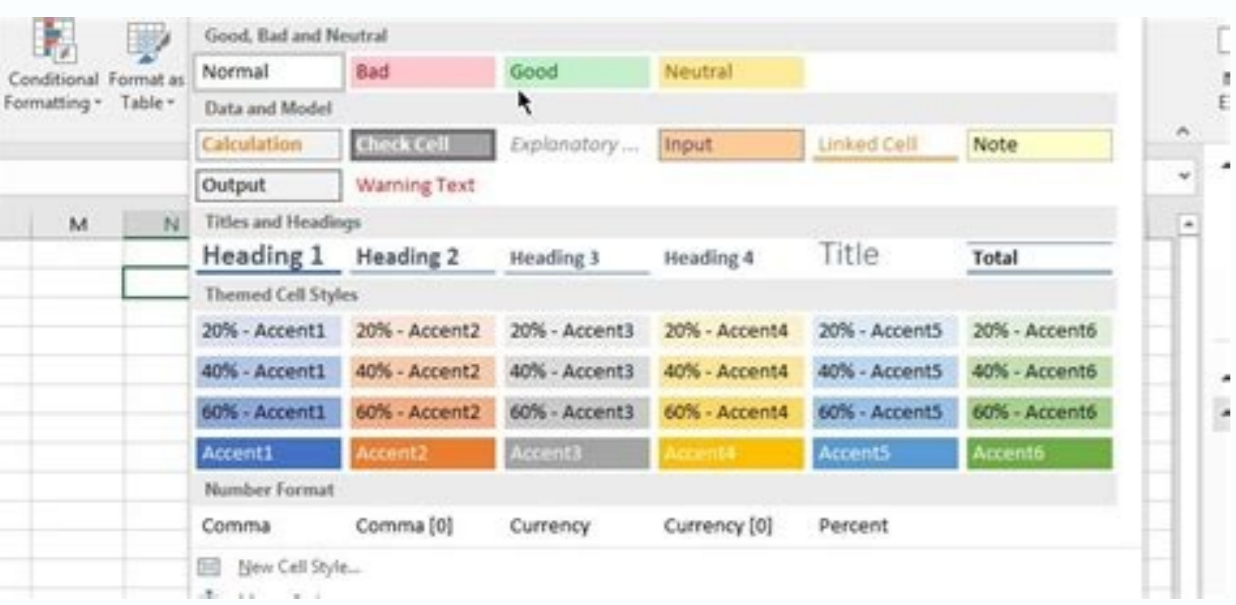 Conditional Formatting
Format as Table
Good, Bad and Neutral
Normal Bad Good Neutral
Data and Model
Calculation Check Cell Explanatory ... Input Linked Cell Note
Output Warning Text
M N
Titles and Headings
Heading 1 Heading 2 Heading 3 Heading 4 Title Total
Themed Cell Styles
20% - Accent1 20% - Accent2 20% - Accent3 20% - Accent4 20% - Accent5 20% - Accent6
40% - Accent1 40% - Accent2 40% - Accent3 40% - Accent4 40% - Accent5 40% - Accent6
60% - Accent1 60% - Accent2 60% - Accent3 60% - Accent4 60% - Accent5 60% - Accent6
Accent1 Accent2 Accent3 Accent4 Accent5 Accent6
Number Format
Comma Comma [0] Currency Currency [0] Percent
New Cell Style...